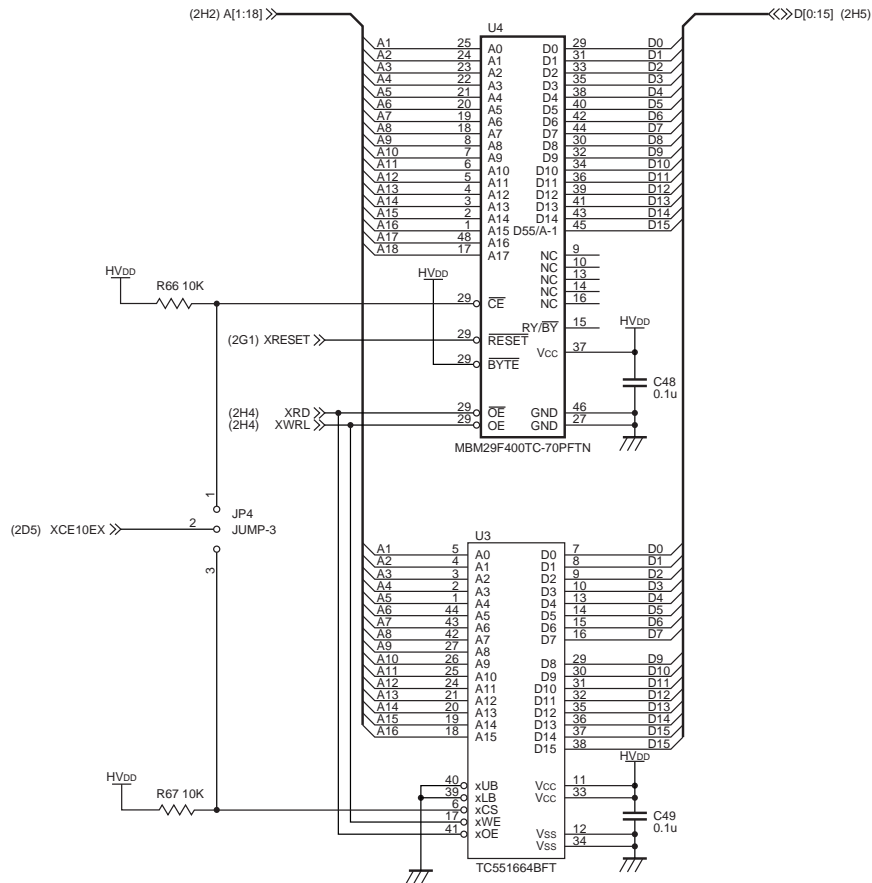 (2H2) A[1:18]
D[0:15] (2H5)
U4
A1 25 A0 D0 29 D0
A2 24 A1 D1 31 D1
A3 23 A2 D2 33 D2
A4 22 A3 D3 35 D3
A5 21 A4 D4 38 D4
A6 20 A5 D5 40 D5
A7 19 A6 D6 42 D6
A8 18 A7 D7 44 D7
A9 8 A8 D8 30 D8
A10 7 A9 D9 32 D9
A11 6 A10 D10 34 D10
A12 5 A11 D11 36 D11
A13 4 A12 D12 39 D12
A14 3 A13 D13 41 D13
A15 2 A14 D14 43 D14
A16 1 A15 D55/A-1 45 D15
A17 48 A16
A18 17 A17
NC 9
NC 10
NC 13
NC 14
NC 16
HVDD
R66 10K
HVDD
29 CE
RY/BY 15
HVDD
(2G1) XRESET
29 RESET
Vcc 37
29 BYTE
C48
0.1u
(2H4) XRD 29 OE GND 46
(2H4) XWRL 29 OE GND 27
MBM29F400TC-70PFTN
1
JP4
(2D5) XCE10EX 2 JUMP-3
3
U3
A1 5 A0 D0 7 D0
A2 4 A1 D1 8 D1
A3 3 A2 D2 9 D2
A4 2 A3 D3 10 D3
A5 1 A4 D4 13 D4
A6 44 A5 D5 14 D5
A7 43 A6 D6 15 D6
A8 42 A7 D7 16 D7
A9 27 A8
A10 26 A9 D8 29 D9
A11 25 A10 D9 30 D10
A12 24 A11 D10 31 D11
A13 21 A12 D11 32 D12
A14 20 A13 D12 35 D13
A15 19 A14 D13 36 D14
A16 18 A15 D14 37 D15
D15 38 D15
HVDD
HVDD
R67 10K
40 xUB Vcc 11
39 xLB Vcc 33
6 xCS
17 xWE
41 xOE
C49
0.1u
Vss 12
Vss 34
TC551664BFT